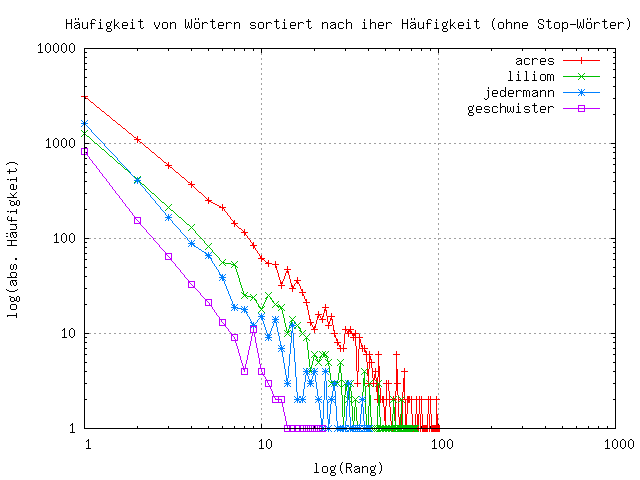 Häufigkeit von Wörtern sortiert nach iher Häufigkeit (ohne Stop-Wörter)
10000
1000
100
10
1
log(abs. Häufigkeit)
acres
liliom
jedermann
geschwister
1 10 100 1000
log(Rang)